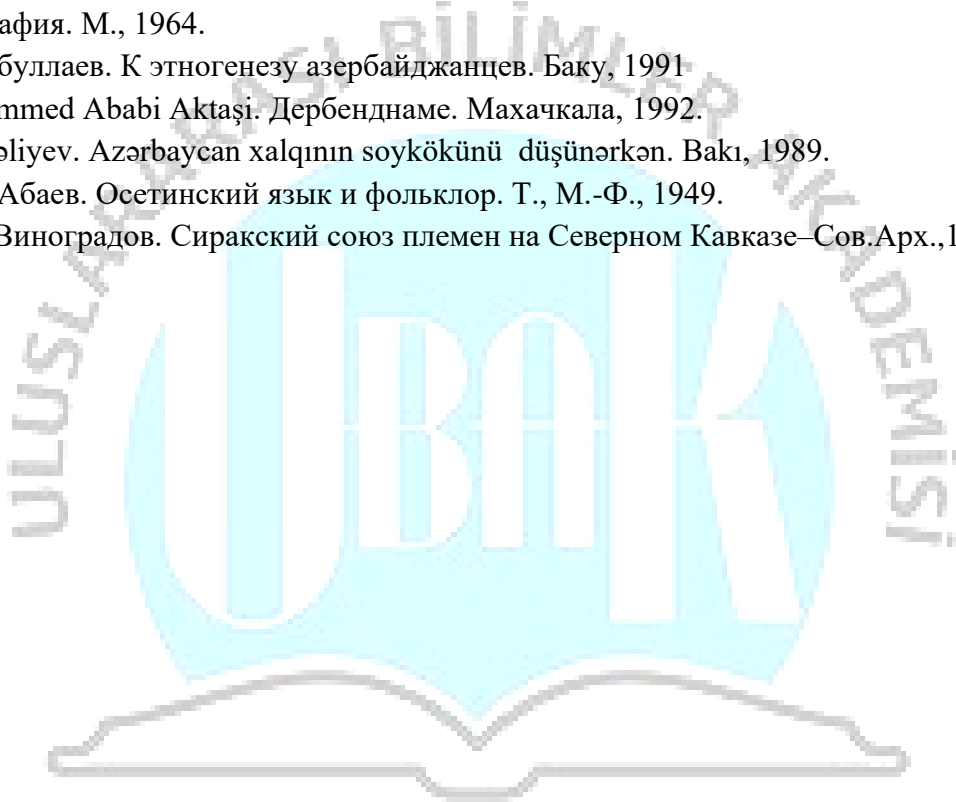 афия. М., 1964.
буллаев. К этногенезу азербайджанцев. Баку, 1991
mmed Ababi Aktaşi. Дербенднаме. Махачкала, 1992.
əliyev. Azərbaycan xalqının soykökünü düşünərkən. Bakı, 1989.
Абаев. Осетинский язык и фольклор. Т., М.-Ф., 1949.
Виноградов. Сиракский союз племен на Северном Кавказе–Сов.Арх.,1
ULUSLARARASI BİLİMLER AKADEMİSİ
UBAK